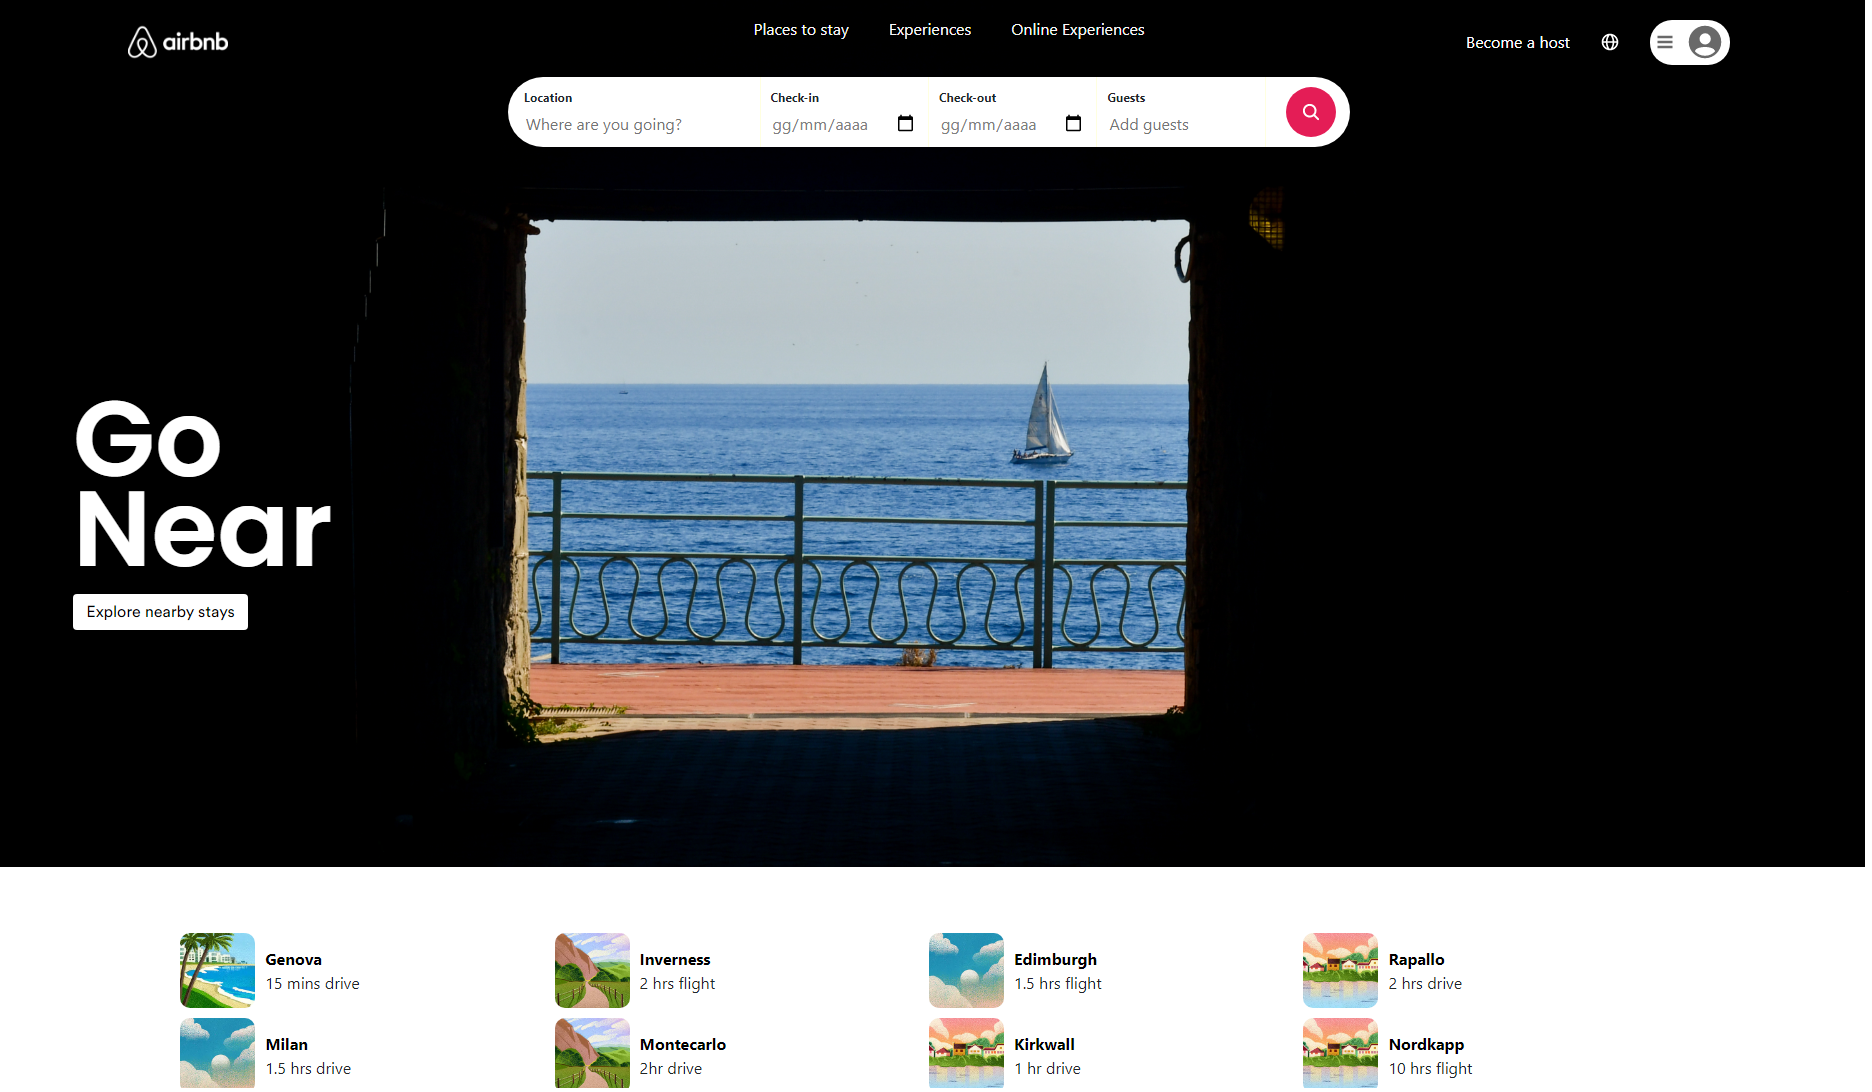 airbnb
Places to stay
Experiences
Online Experiences
Become a host
Location
Where are you going?
Check-in
gg/mm/aaaa
Check-out
gg/mm/aaaa
Guests
Add guests
Go
Near
Explore nearby stays
Genova
15 mins drive
Inverness
2 hrs flight
Edimburgh
1.5 hrs flight
Rapallo
2 hrs drive
Milan
1.5 hrs drive
Montecarlo
2hr drive
Kirkwall
1 hr drive
Nordkapp
10 hrs flight